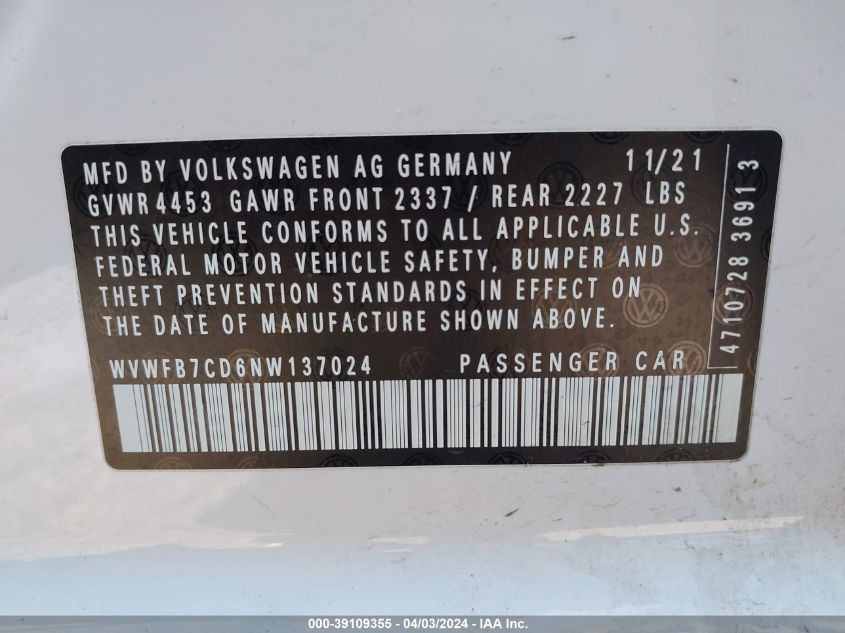 MFD BY VOLKSWAGEN AG GERMANY 11/21
GVWR 4453 GAWR FRONT 2337 / REAR 2227 LBS
THIS VEHICLE CONFORMS TO ALL APPLICABLE U.S.
FEDERAL MOTOR VEHICLE SAFETY, BUMPER AND
THEFT PREVENTION STANDARDS IN EFFECT ON
THE DATE OF MANUFACTURE SHOWN ABOVE.
WVWFB7CD6NW137024 PASSENGER CAR
4710728 3691 3
000-39109355 - 04/03/2024 - IAA Inc.